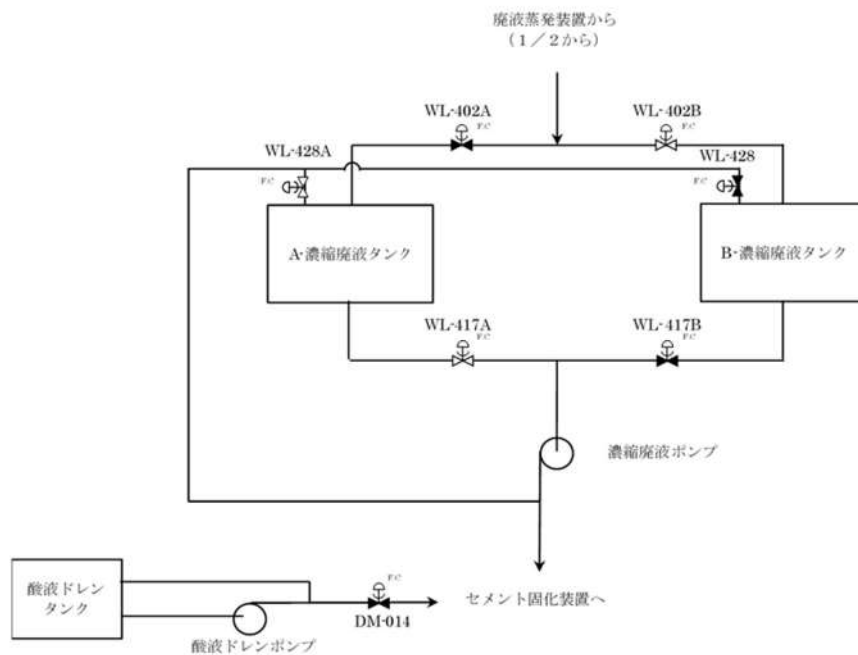 廃液蒸発装置から
(1/2から)
WL-402A
F.C
WL-402B
F.C
WL-428A
F.C
WL-428
F.C
A-濃縮廃液タンク
B-濃縮廃液タンク
WL-417A
F.C
WL-417B
F.C
濃縮廃液ポンプ
酸液ドレン
タンク
F.C
セメント固化装置へ
DM-014
酸液ドレンポンプ